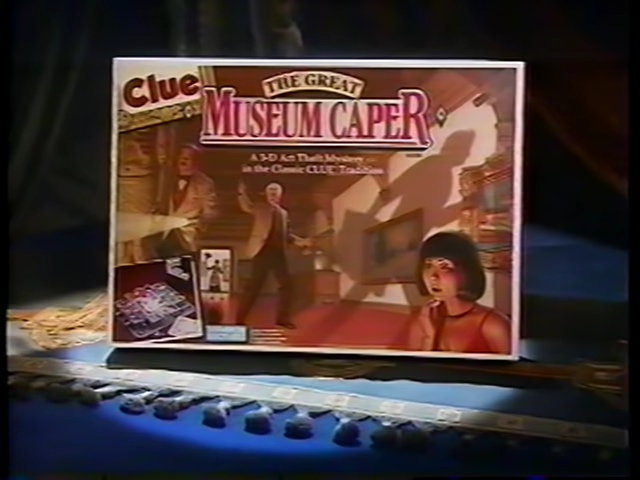 Clue
THE GREAT
MUSEUM CAPER
A 3-D Art Theft Mystery
in the Classic CLUE Tradition